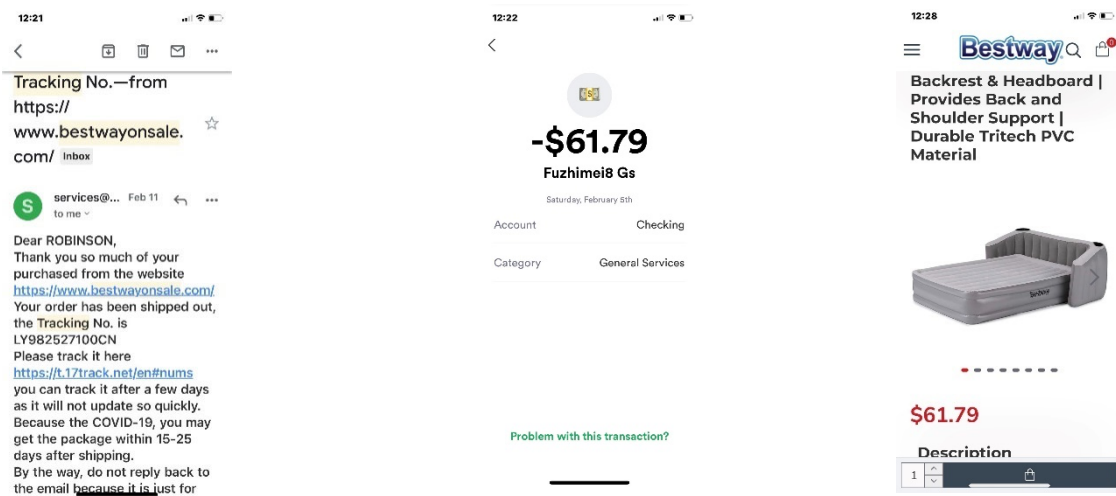 12:21
Tracking No.—from
https://
www.bestwayonsale.
com/ Inbox
S
services@... Feb 11
to me
Dear ROBINSON,
Thank you so much of your
purchased from the website
https://www.bestwayonsale.com/
Your order has been shipped out,
the Tracking No. is
LY982527100CN
Please track it here
https://t.17track.net/en#nums
you can track it after a few days
as it will not update so quickly.
Because the COVID-19, you may
get the package within 15-25
days after shipping.
By the way, do not reply back to
the email because it is just for
12:22
-$61.79
Fuzhimei8 Gs
Saturday, February 5th
Account Checking
Category General Services
Problem with this transaction?
12:28
Bestway
0
Backrest & Headboard |
Provides Back and
Shoulder Support |
Durable Tritech PVC
Material
Bestway
$61.79
Description
1